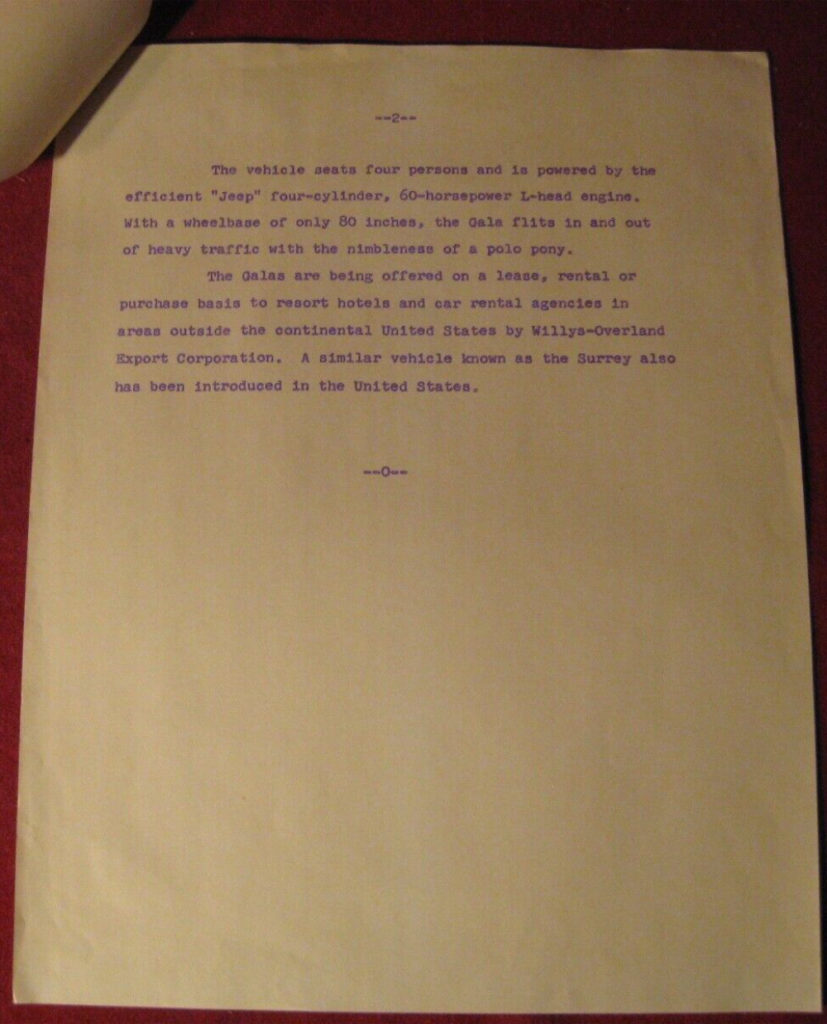 --2--
The vehicle seats four persons and is powered by the
efficient "Jeep" four-cylinder, 60-horsepower L-head engine.
With a wheelbase of only 80 inches, the Gala flits in and out
of heavy traffic with the nimbleness of a polo pony.
The Galas are being offered on a lease, rental or
purchase basis to resort hotels and car rental agencies in
areas outside the continental United States by Willys-Overland
Export Corporation.  A similar vehicle known as the Surrey also
has been introduced in the United States.
--O--